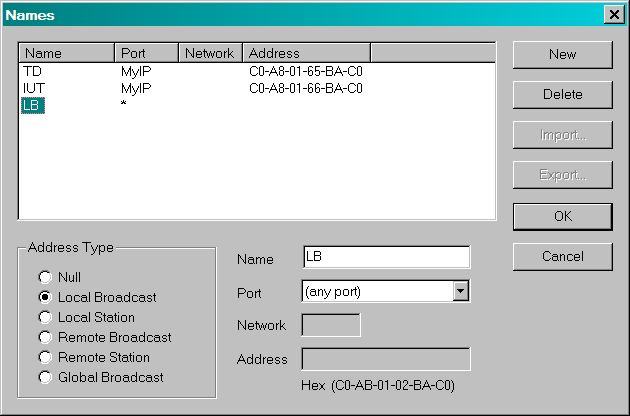 Names
Name Port Network Address
TD MyIP C0-A8-01-65-BA-C0
IUT MyIP C0-A8-01-66-BA-C0
LB *
New
Delete
Import...
Export...
OK
Cancel
Address Type
Null
Local Broadcast
Local Station
Remote Broadcast
Remote Station
Global Broadcast
Name LB
Port (any port)
Network
Address
Hex (C0-AB-01-02-BA-C0)